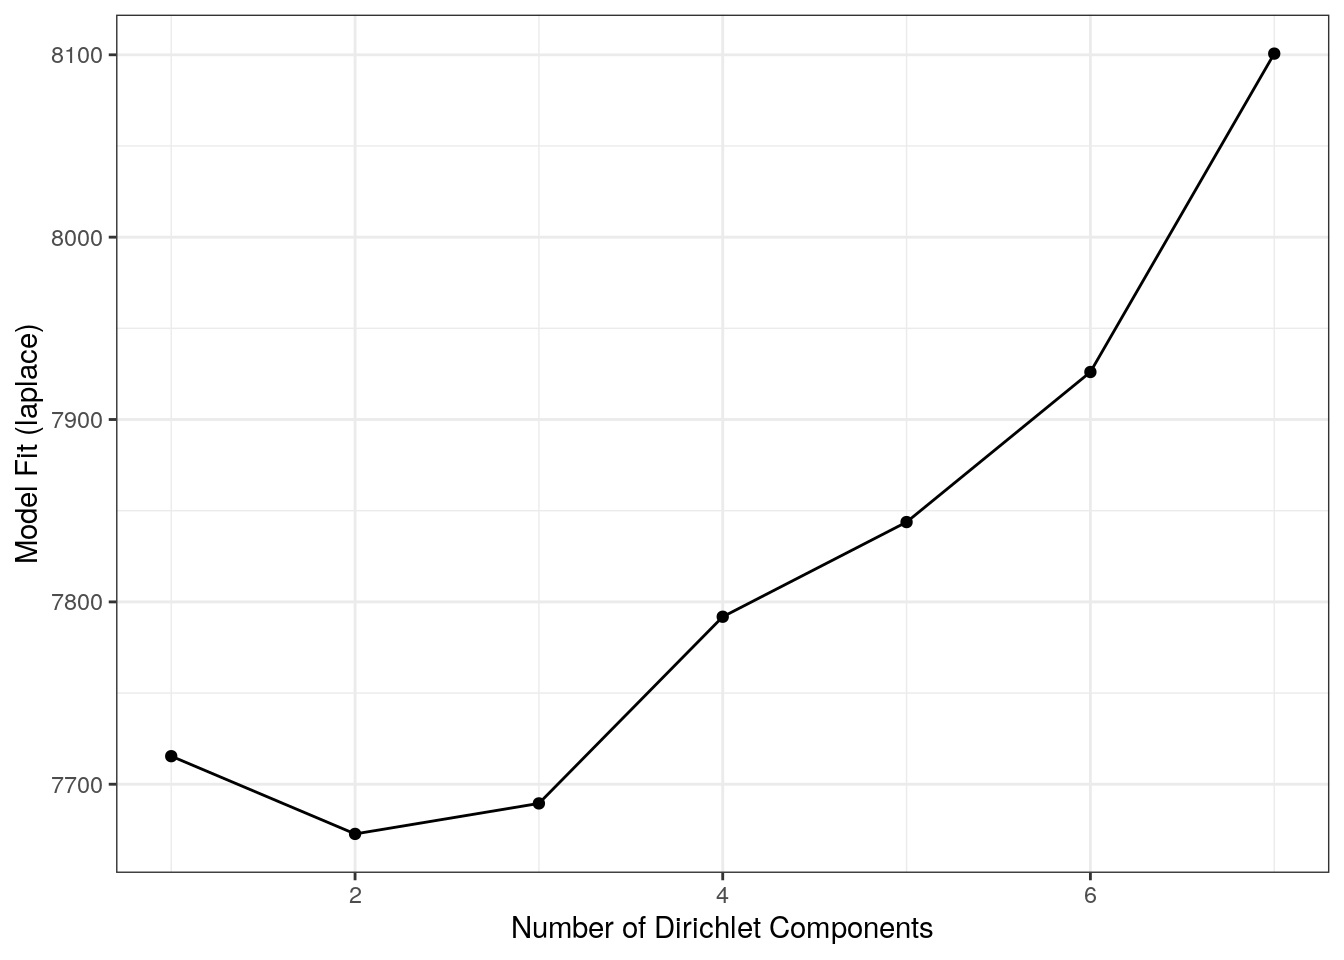 8100
8000
7900
7800
7700
Model Fit (laplace)
2 4 6
Number of Dirichlet Components